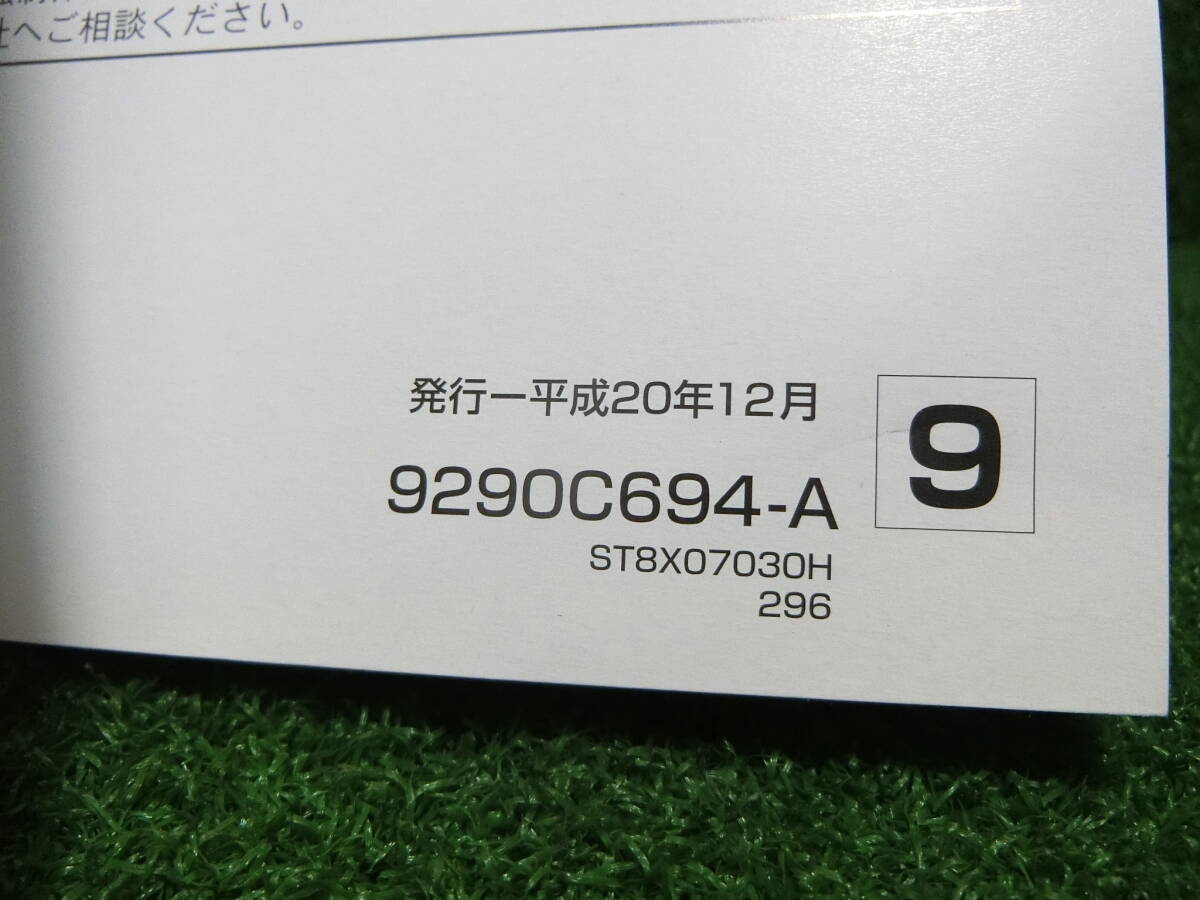 社へご相談ください。
発行ー平成20年12月
9
9290C694-A
ST8X07030H
296